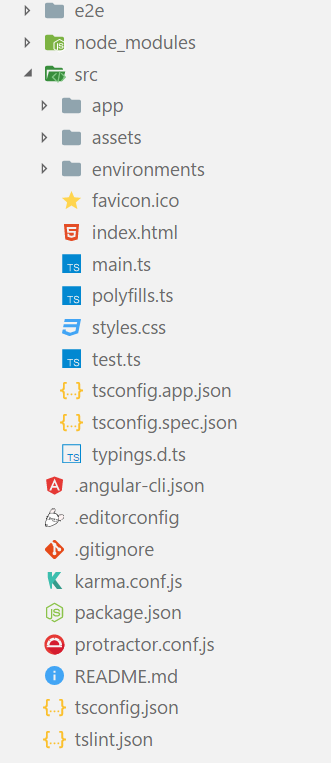 e2e
node_modules
src
app
assets
environments
favicon.ico
index.html
main.ts
polyfills.ts
styles.css
test.ts
tsconfig.app.json
tsconfig.spec.json
typings.d.ts
.angular-cli.json
.editorconfig
.gitignore
karma.conf.js
package.json
protractor.conf.js
README.md
tsconfig.json
tslint.json